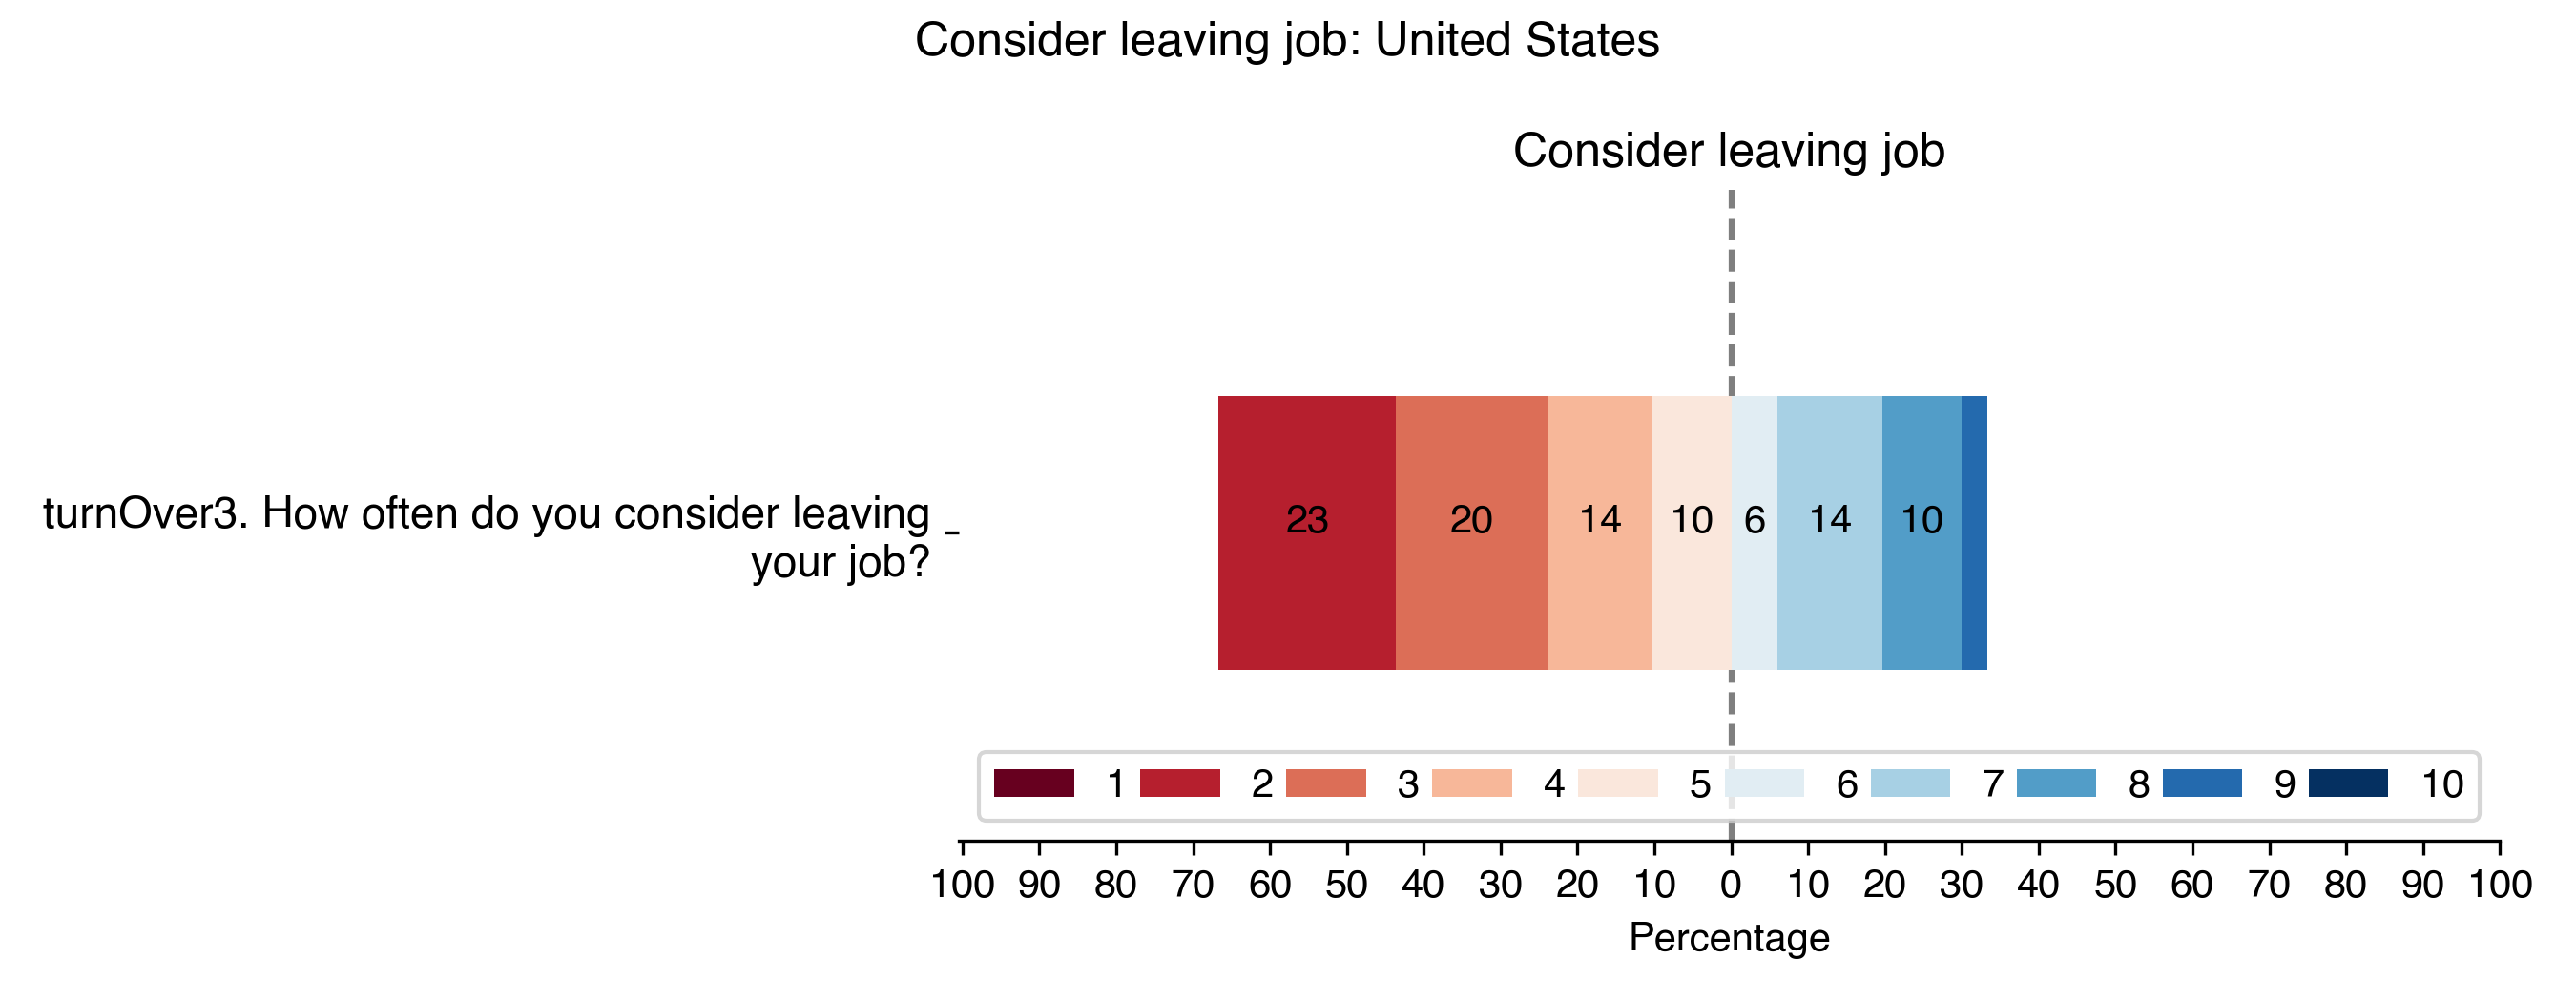 Consider leaving job: United States
Consider leaving job
turnOver3. How often do you consider leaving
your job?
23 20 14 10 6 14 10
1 2 3 4 5 6 7 8 9 10
100 90 80 70 60 50 40 30 20 10 0 10 20 30 40 50 60 70 80 90 100
Percentage